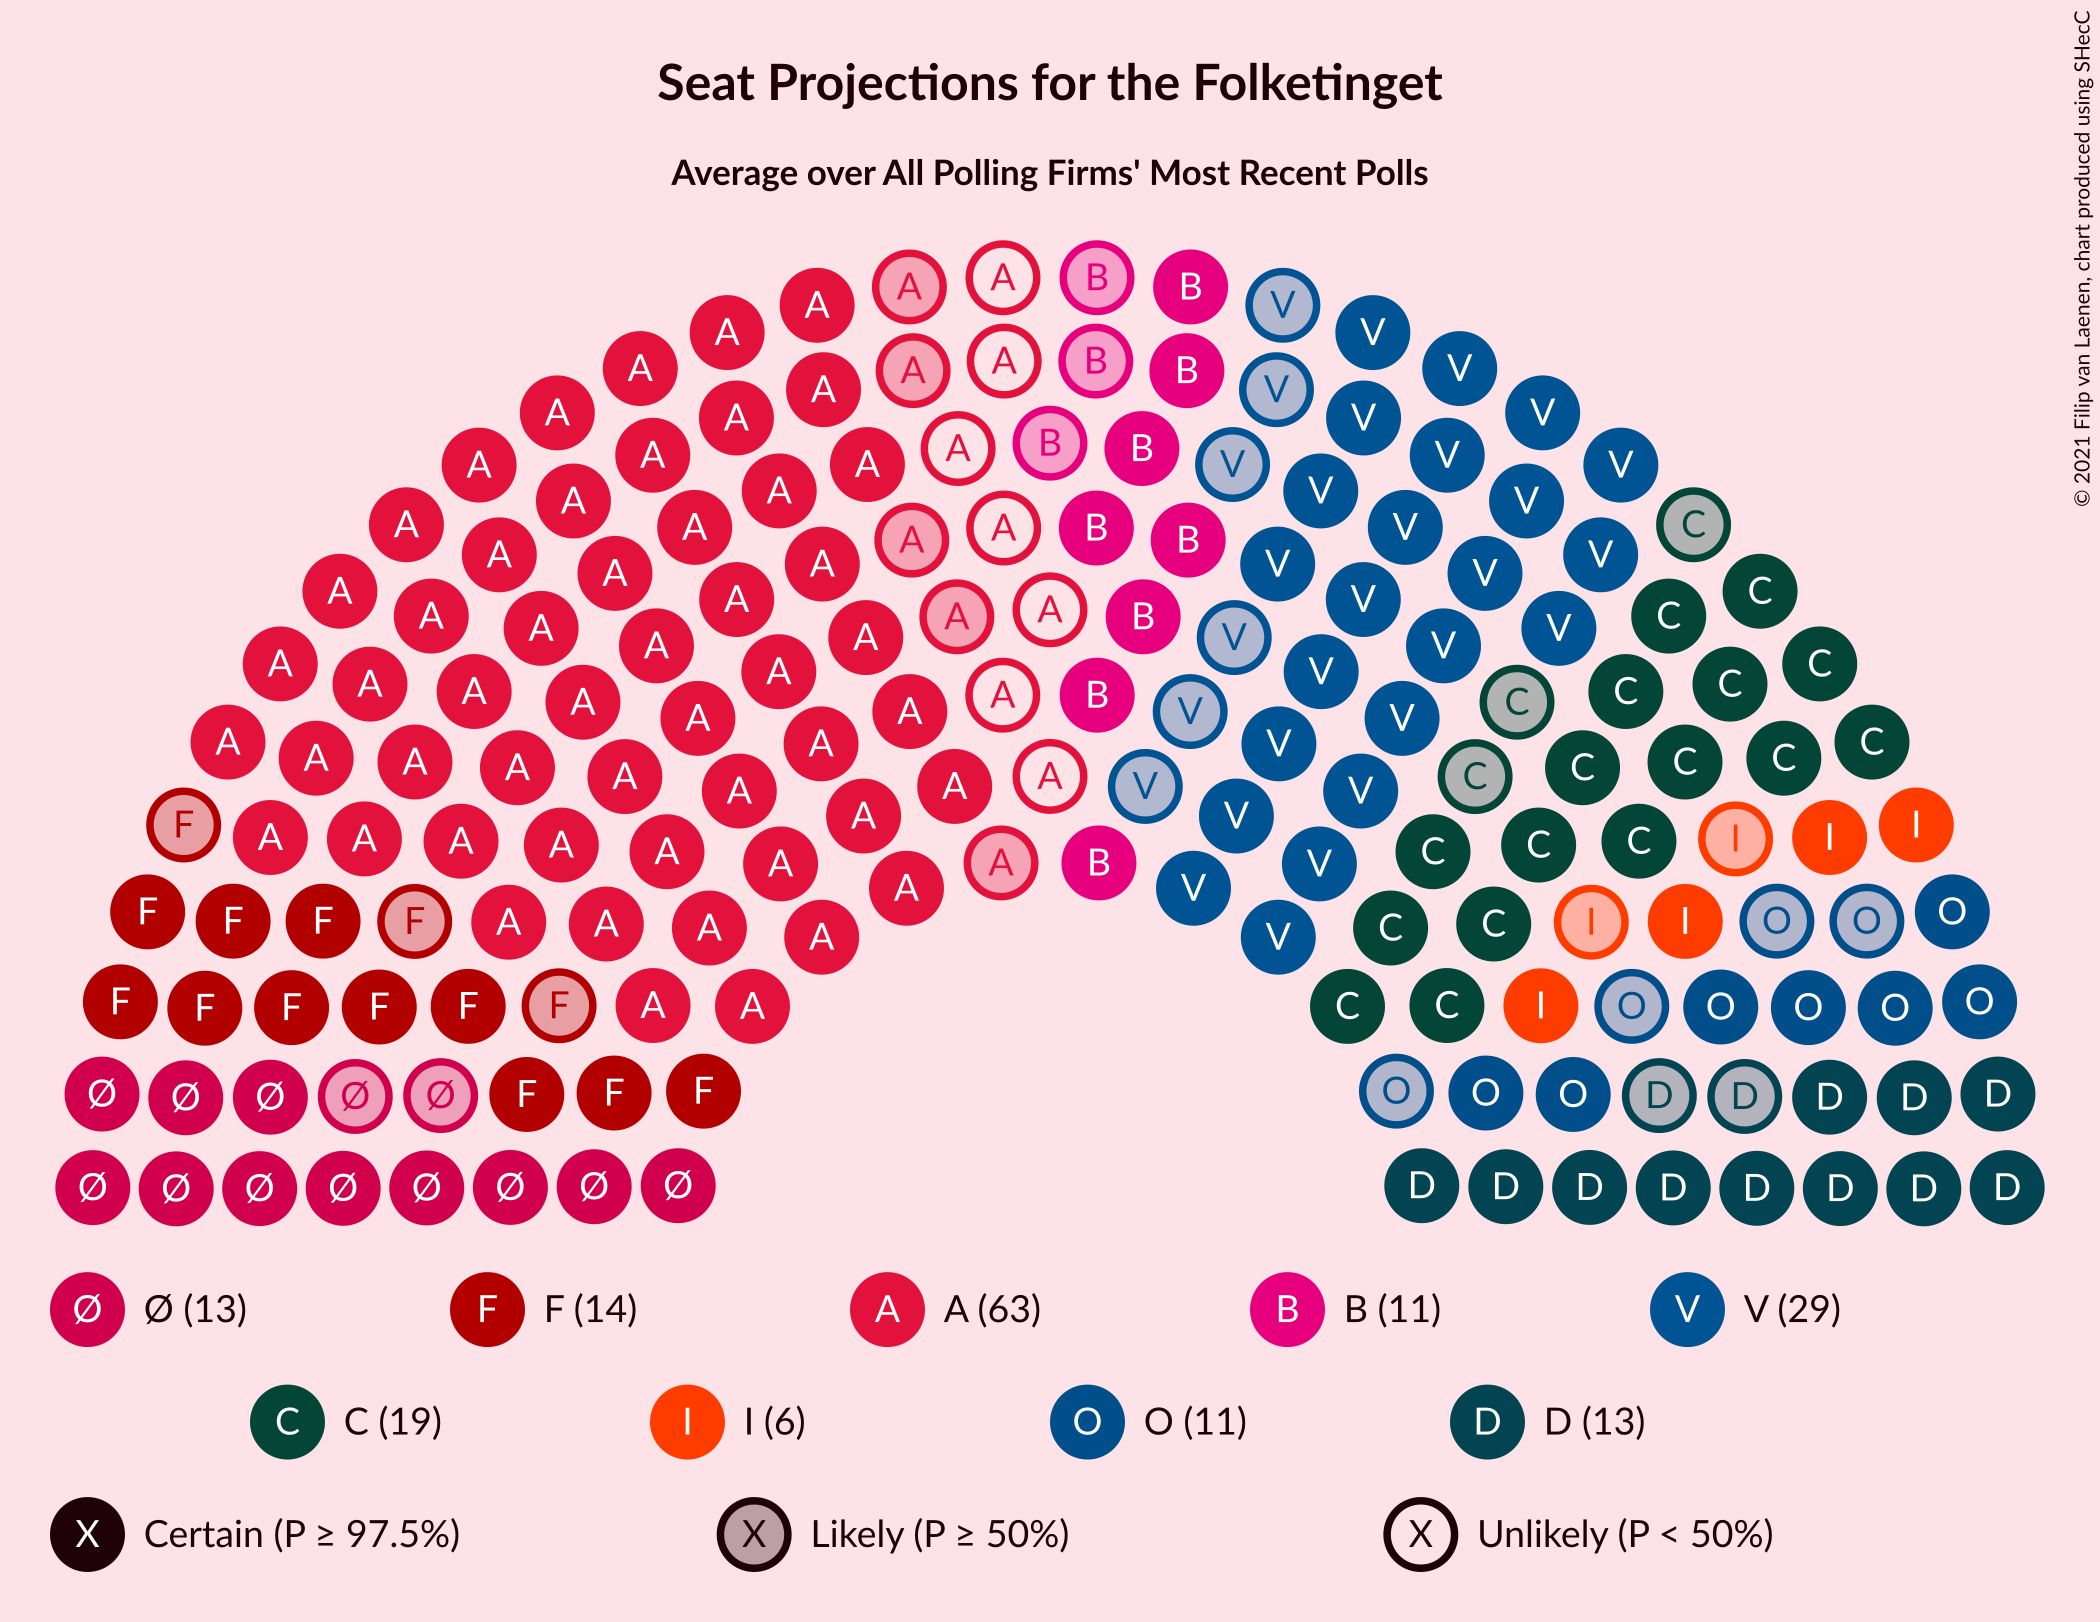 Seat Projections for the Folketinget
Average over All Polling Firms' Most Recent Polls
© 2021 Filip van Laenen, chart produced using SHecC
A A A B B V
A A A A A B B V V V
A A A A A A B B V V V V V
A A A A A A A A A B B V V V V V V C
A A A A A A A A B V V V V C C
A A A A A A A A B V V V C C C C
A A A A A A A A A V V V C C C C C
F A A A A A A A A A B V V V C C C I I I
F F F F A A A A V C C I I O O O
F F F F F F A A C C I O O O O O
Ø Ø Ø Ø Ø F F F O O O D D D D D
Ø Ø Ø Ø Ø Ø Ø Ø D D D D D D D D
Ø Ø (13) F F (14) A A (63) B B (11) V V (29)
C C (19) I I (6) O O (11) D D (13)
X Certain (P ≥ 97.5%) X Likely (P ≥ 50%) X Unlikely (P < 50%)